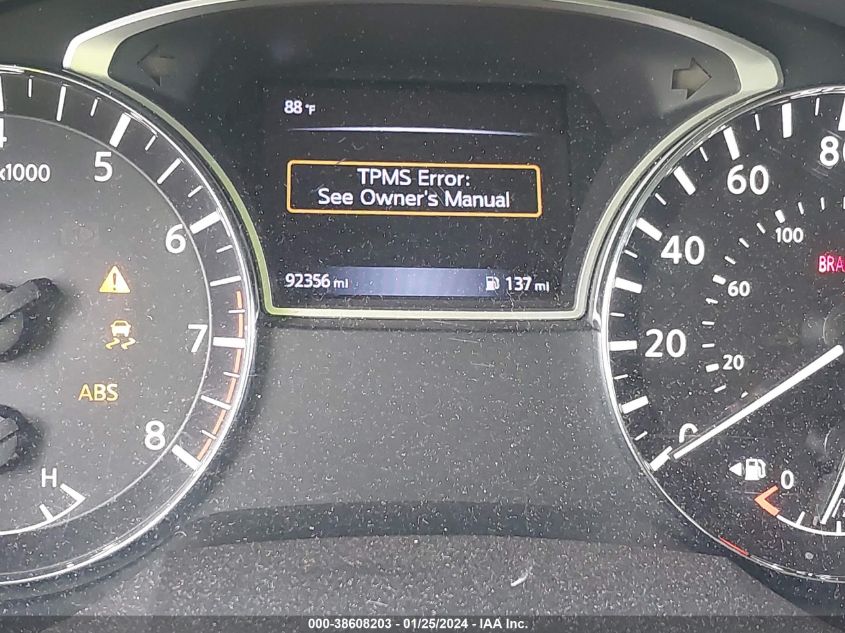 88 °F
TPMS Error:
See Owner's Manual
92356 mi
137 mi
x1000
5
6
7
8
ABS
H
60
40
20
0
100
60
20
0
000-38608203 - 01/25/2024 - IAA Inc.